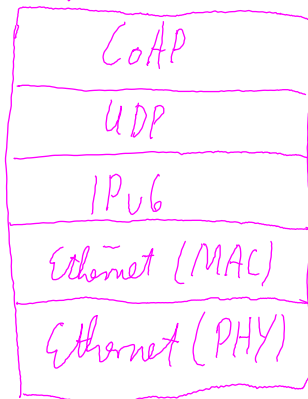 CoAP
UDP
IPv6
Ethernet (MAC)
Ethernet (PHY)